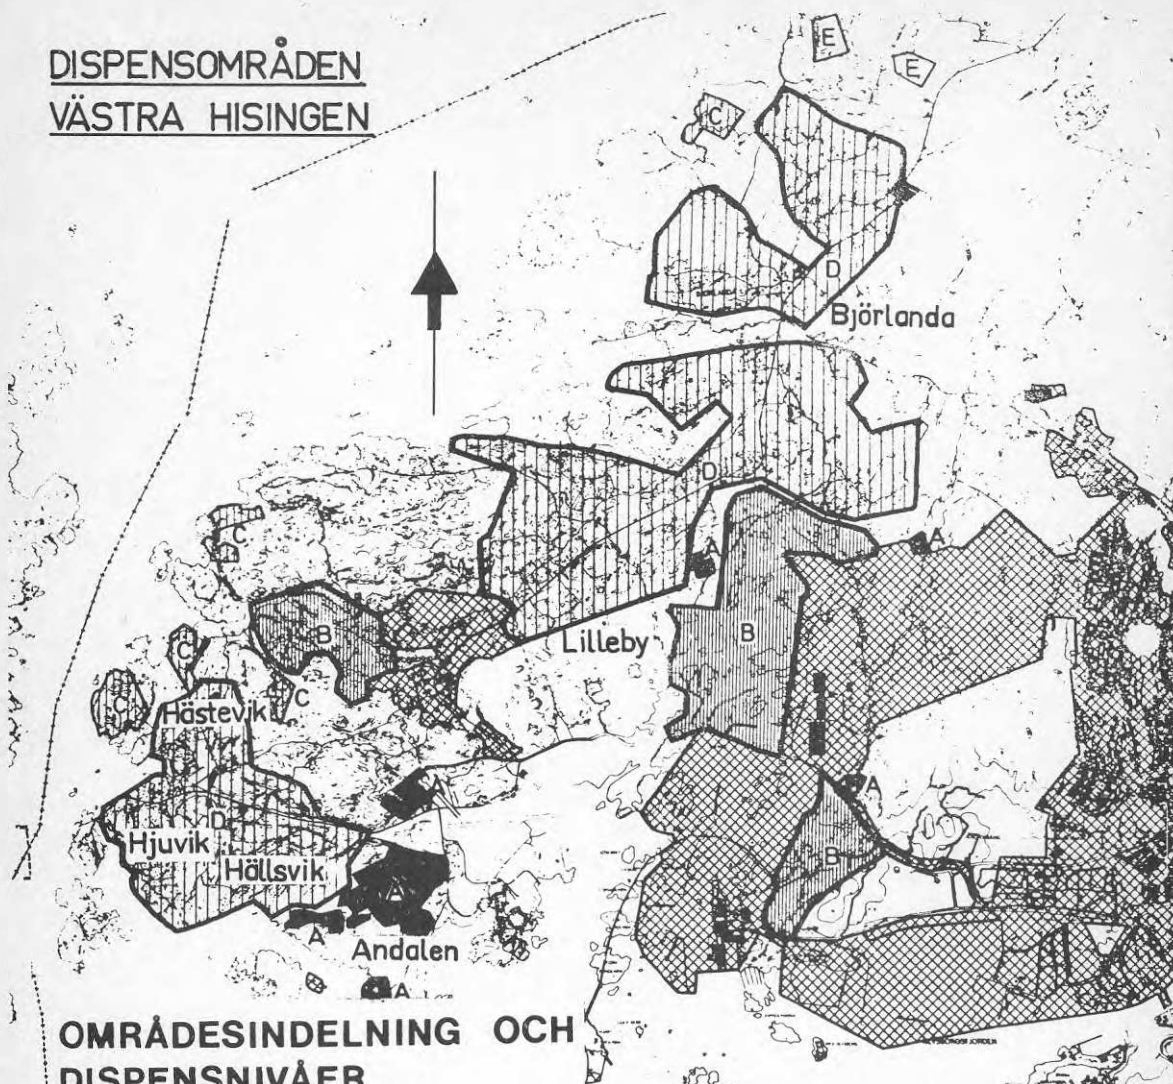 DISPENSOMRÅDEN
VÄSTRA HISINGEN
E
E
C
D
Björlanda
D
C
A
A
B
Lilleby
B
C
C
C
Hästevik
A
A
D
Hjuvik
Hällsvik
B
A
A
Andalen
A
OMRÅDESINDELNING OCH
DISPENSNIVÅER